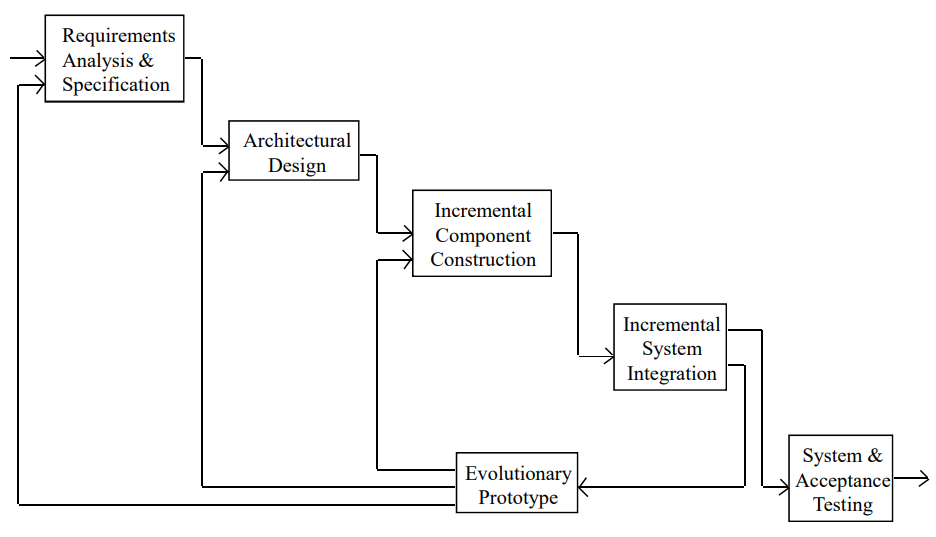 Requirements
Analysis &
Specification
Architectural
Design
Incremental
Component
Construction
Incremental
System
Integration
Evolutionary
Prototype
System &
Acceptance
Testing